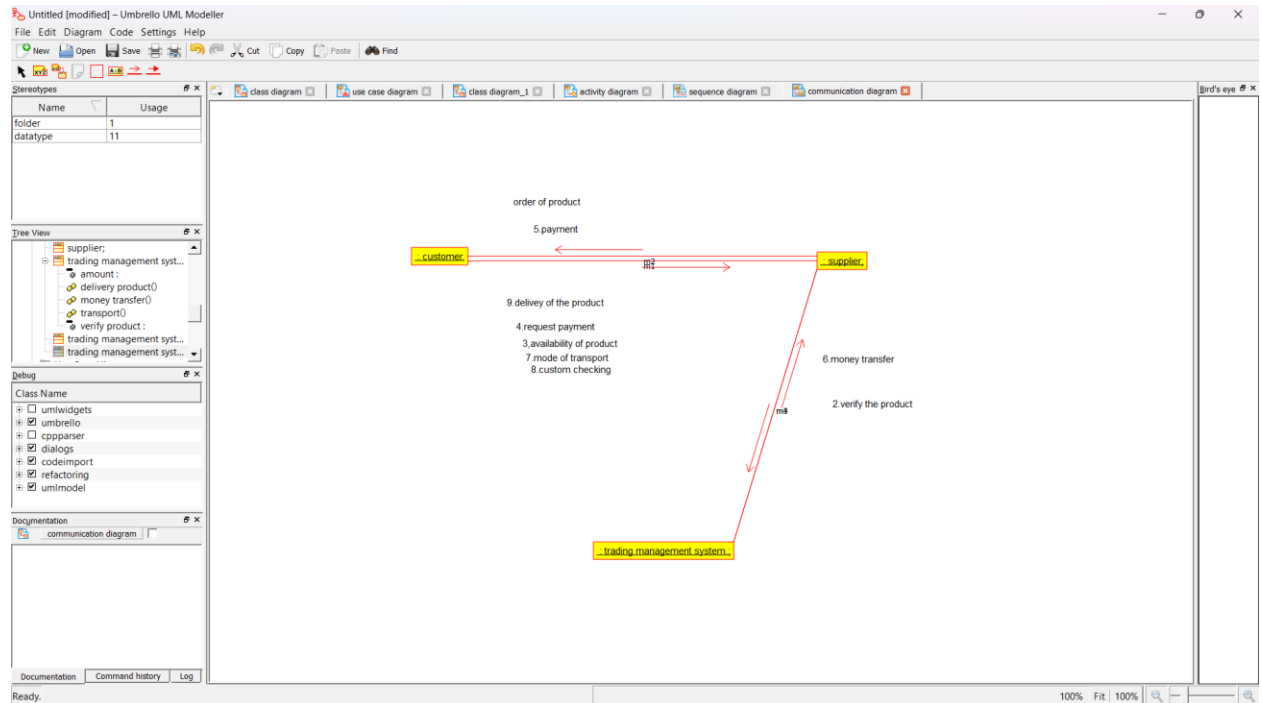 Untitled [modified] – Umbrello UML Modeller
File Edit Diagram Code Settings Help
New Open Save Cut Copy Paste Find
Stereotypes
Name Usage
folder 1
datatype 11
class diagram use case diagram class diagram_1 activity diagram sequence diagram communication diagram
Bird's eye
order of product
5.payment
: customer;
m1
: supplier;
9.delivey of the product
4.request payment
3,availability of product
7.mode of transport
8.custom checking
6.money transfer
2.verify the product
: trading management system,;
Tree View
supplier;
trading management syst...
amount :
delivery product()
money transfer()
transport()
verify product :
trading management syst...
trading management syst...
Debug
Class Name
umlwidgets
umbrello
cppparser
dialogs
codeimport
refactoring
umlmodel
Documentation
communication diagram
Documentation Command history Log
Ready.
100% Fit 100%